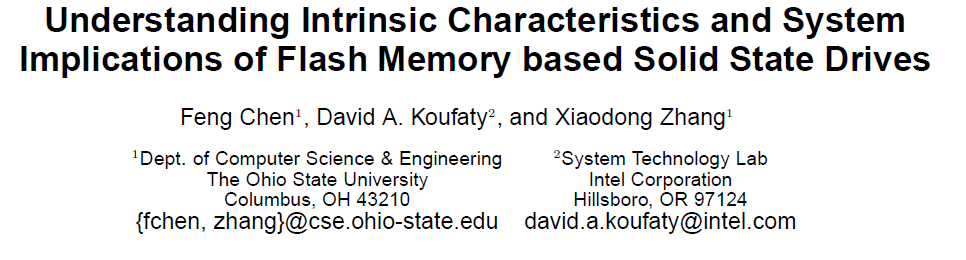 Understanding Intrinsic Characteristics and System
Implications of Flash Memory based Solid State Drives
Feng Chen¹, David A. Koufaty², and Xiaodong Zhang¹
¹Dept. of Computer Science & Engineering
The Ohio State University
Columbus, OH 43210
{fchen, zhang}@cse.ohio-state.edu
²System Technology Lab
Intel Corporation
Hillsboro, OR 97124
david.a.koufaty@intel.com